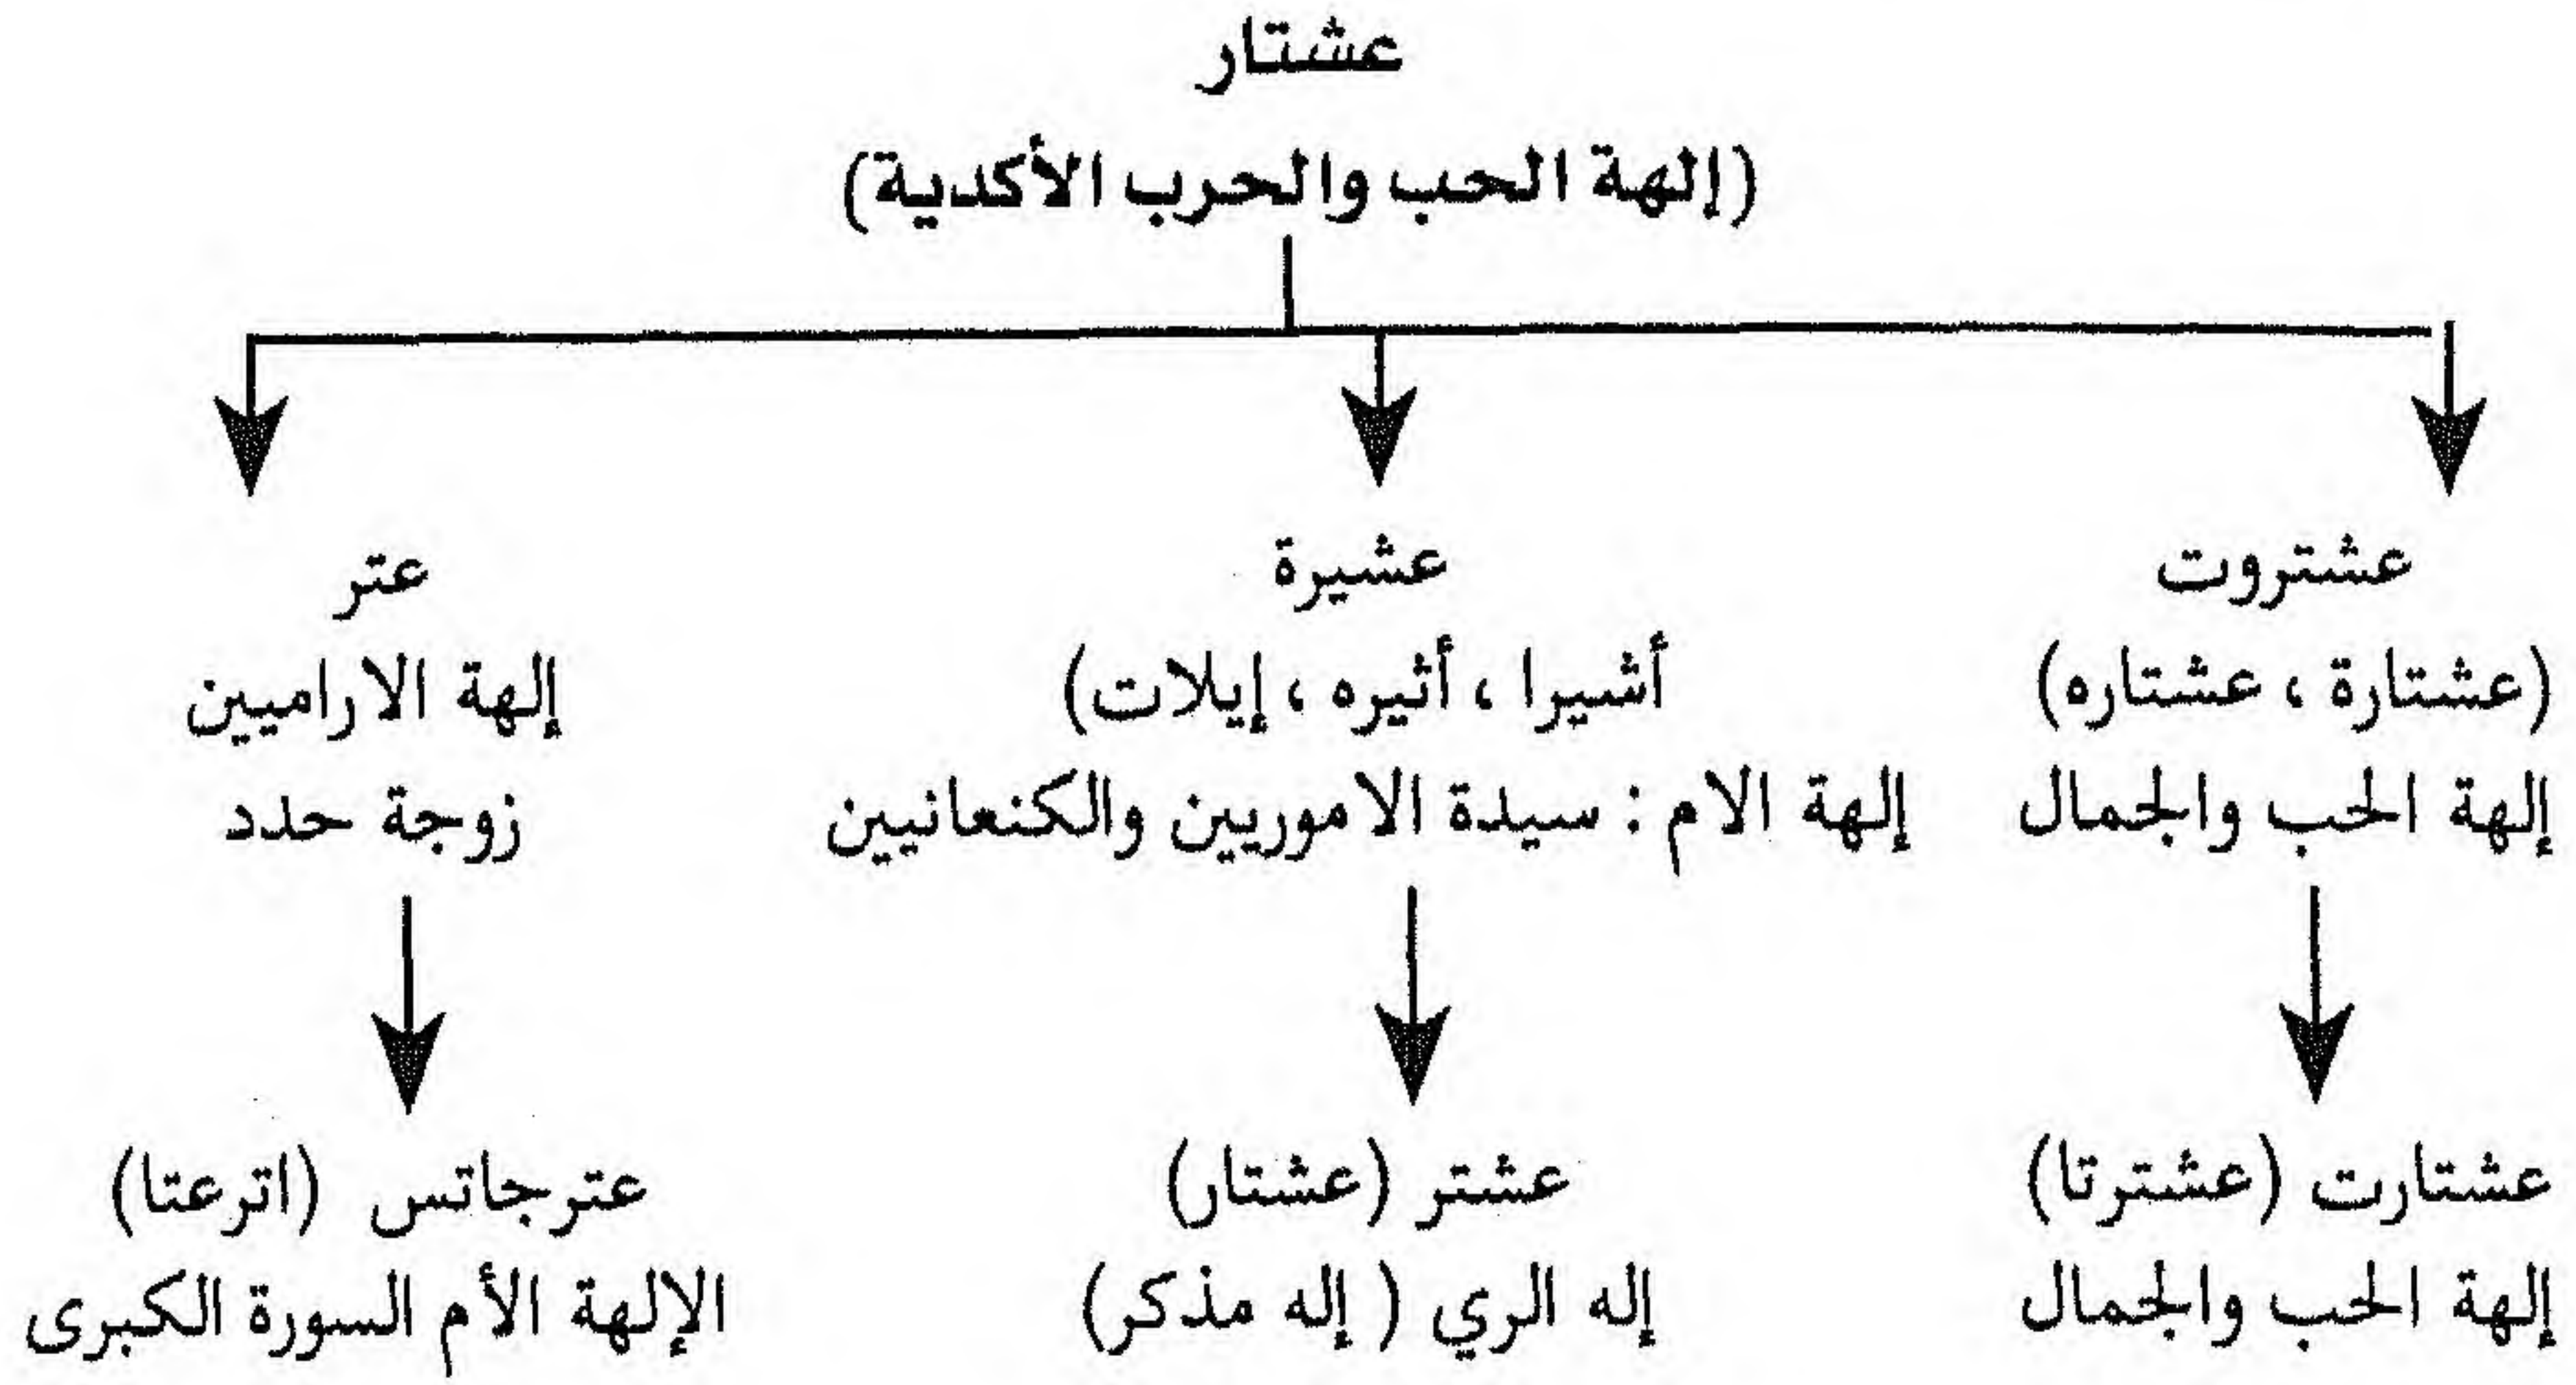 عشتار
(إلهة الحب والحرب الأكدية)
عشتروت
(عشتارة ، عشتاره)
إلهة الحب والجمال
عشيرة
أشيرا ، أثيره ، إيلات)
إلهة الام : سيدة الاموريين والكنعانيين
عتر
إلهة الاراميين
زوجة حدد
عشتارت (عشترتا)
إلهة الحب والجمال
عشتر (عشتار)
إله الري ( إله مذكر)
عترجاتس (اترعتا)
الإلهة الأم السورة الكبرى